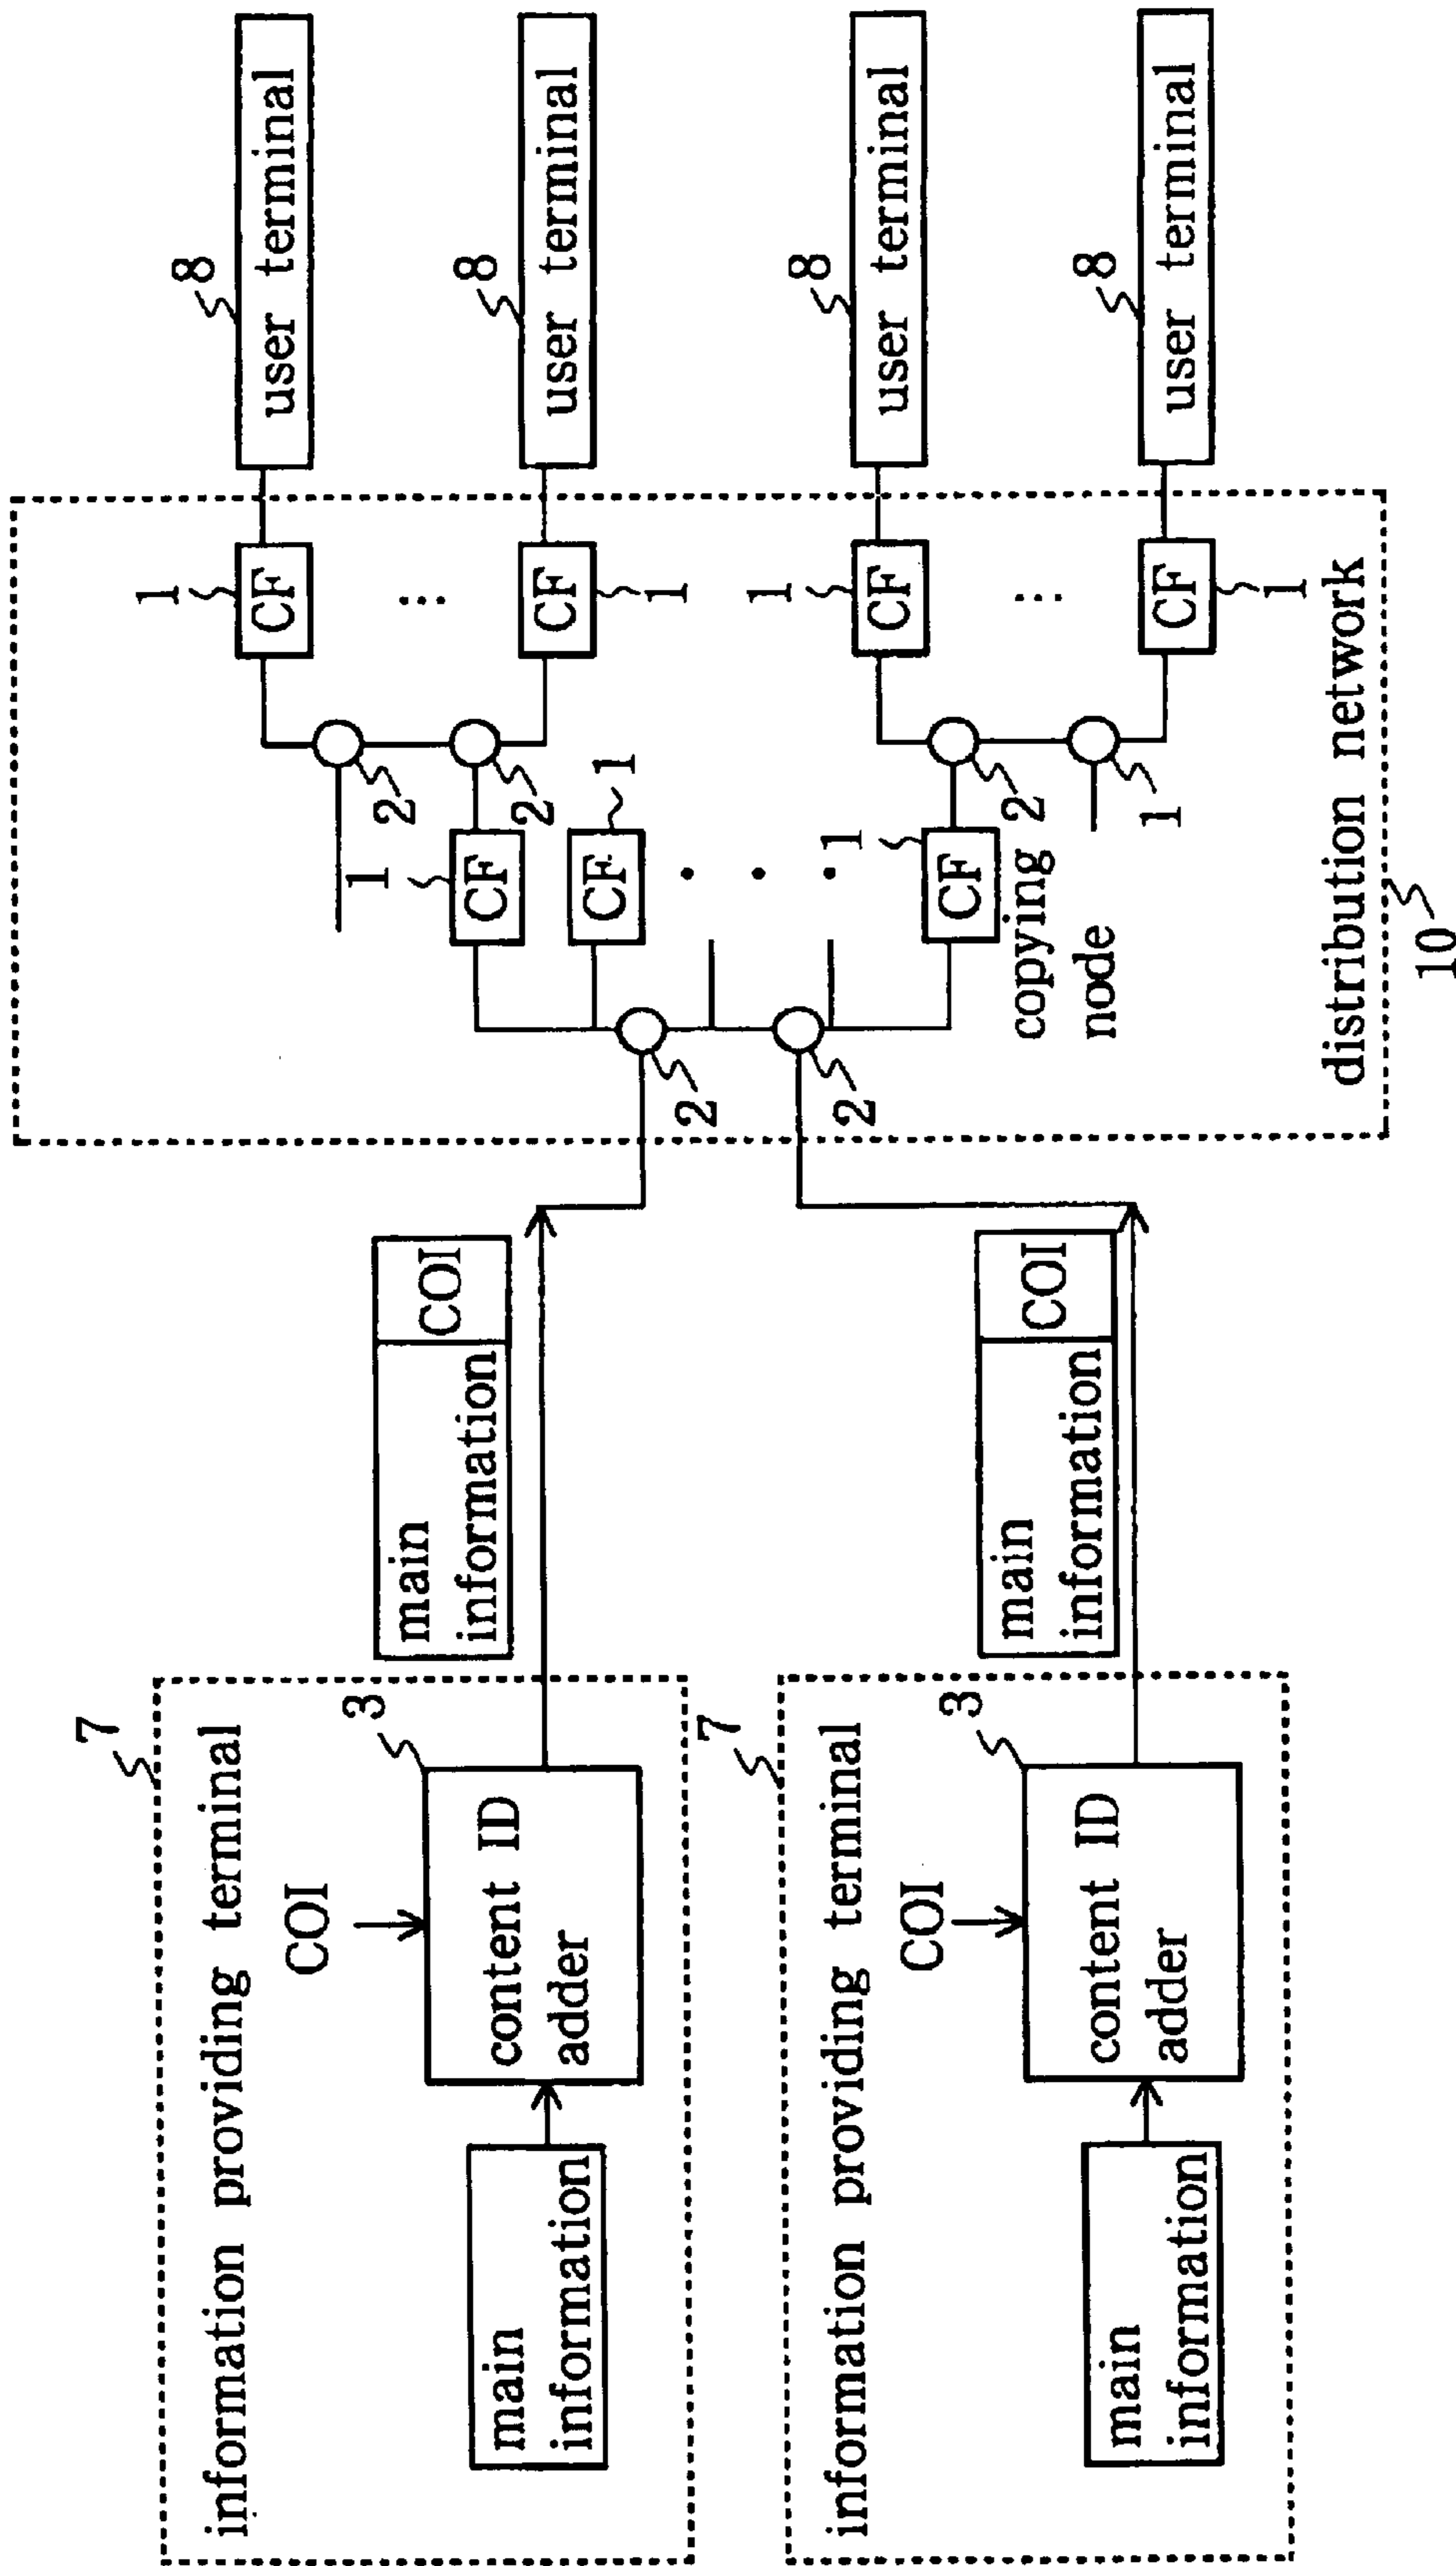 7
information providing terminal
COI
3
content ID
adder
main
information
main
information
COI
7
information providing terminal
COI
3
content ID
adder
main
information
main
information
COI
2
2
1
CF
1
CF
1
CF
copying
node
2
2
2
1
1
CF
...
CF
1
1
CF
...
CF
1
distribution network
10
8
user terminal
8
user terminal
8
user terminal
8
user terminal